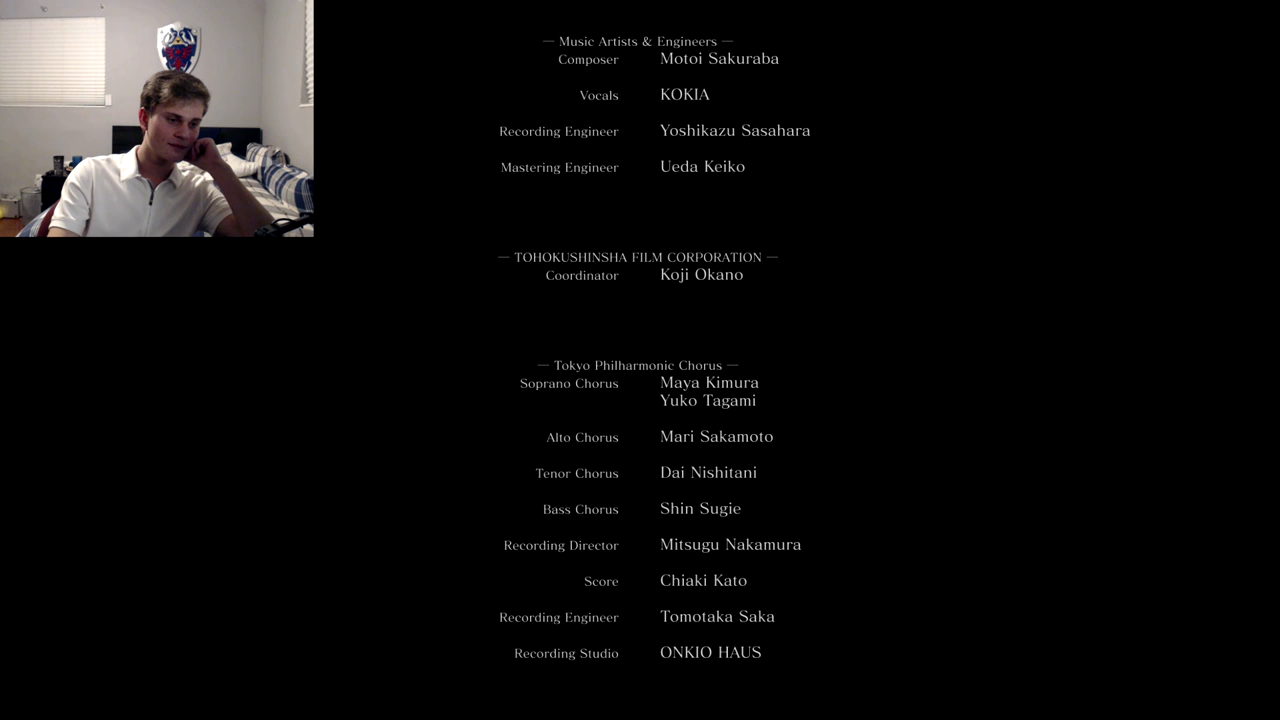 — Music Artists & Engineers —
Composer Motoi Sakuraba
Vocals KOKIA
Recording Engineer Yoshikazu Sasahara
Mastering Engineer Ueda Keiko
— TOHOKUSHINSHA FILM CORPORATION —
Coordinator Koji Okano
— Tokyo Philharmonic Chorus —
Soprano Chorus Maya Kimura
Yuko Tagami
Alto Chorus Mari Sakamoto
Tenor Chorus Dai Nishitani
Bass Chorus Shin Sugie
Recording Director Mitsugu Nakamura
Score Chiaki Kato
Recording Engineer Tomotaka Saka
Recording Studio ONKIO HAUS